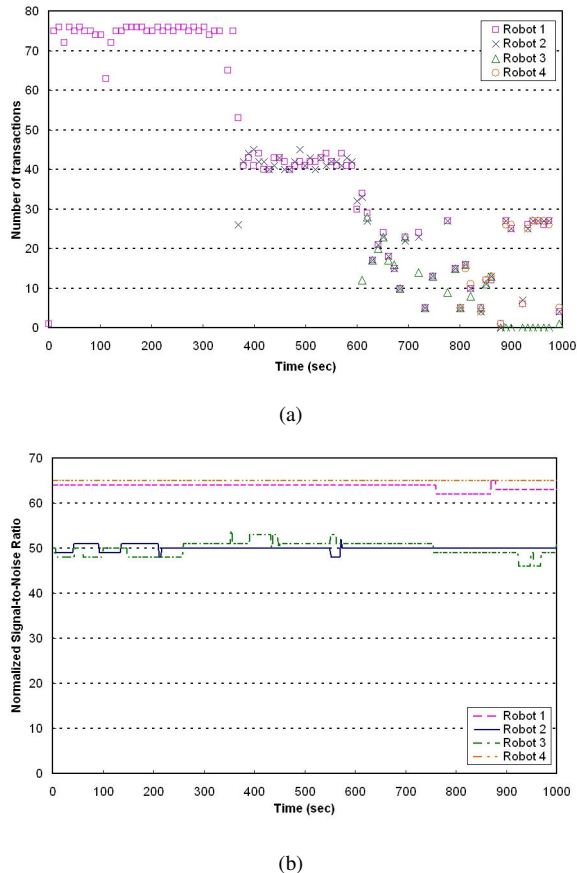 80
70
60
50
40
30
20
10
0
Number of transactions
0 100 200 300 400 500 600 700 800 900 1000
Time (sec)
Robot 1
Robot 2
Robot 3
Robot 4
(a)
70
60
50
40
30
20
10
0
Normalized Signal-to-Noise Ratio
0 100 200 300 400 500 600 700 800 900 1000
Time (sec)
Robot 1
Robot 2
Robot 3
Robot 4
(b)